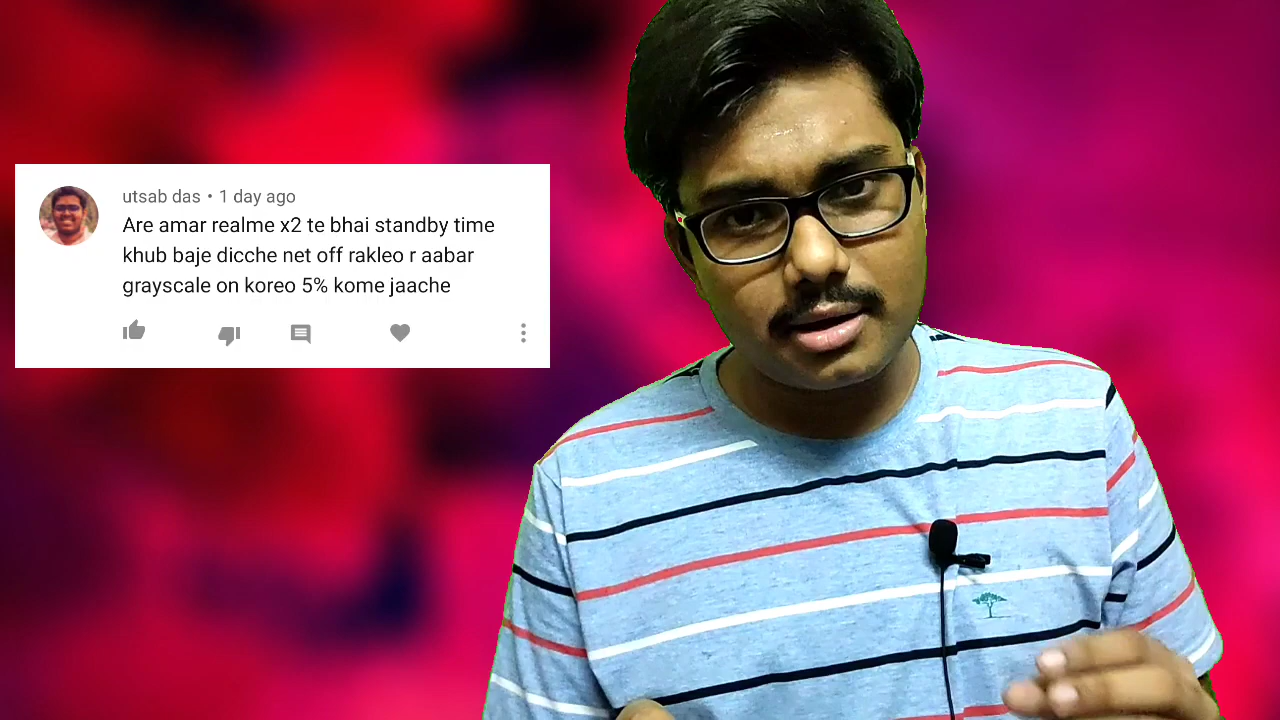 utsab das • 1 day ago
Are amar realme x2 te bhai standby time
khub baje dicche net off rakleo r aabar
grayscale on koreo 5% kome jaache